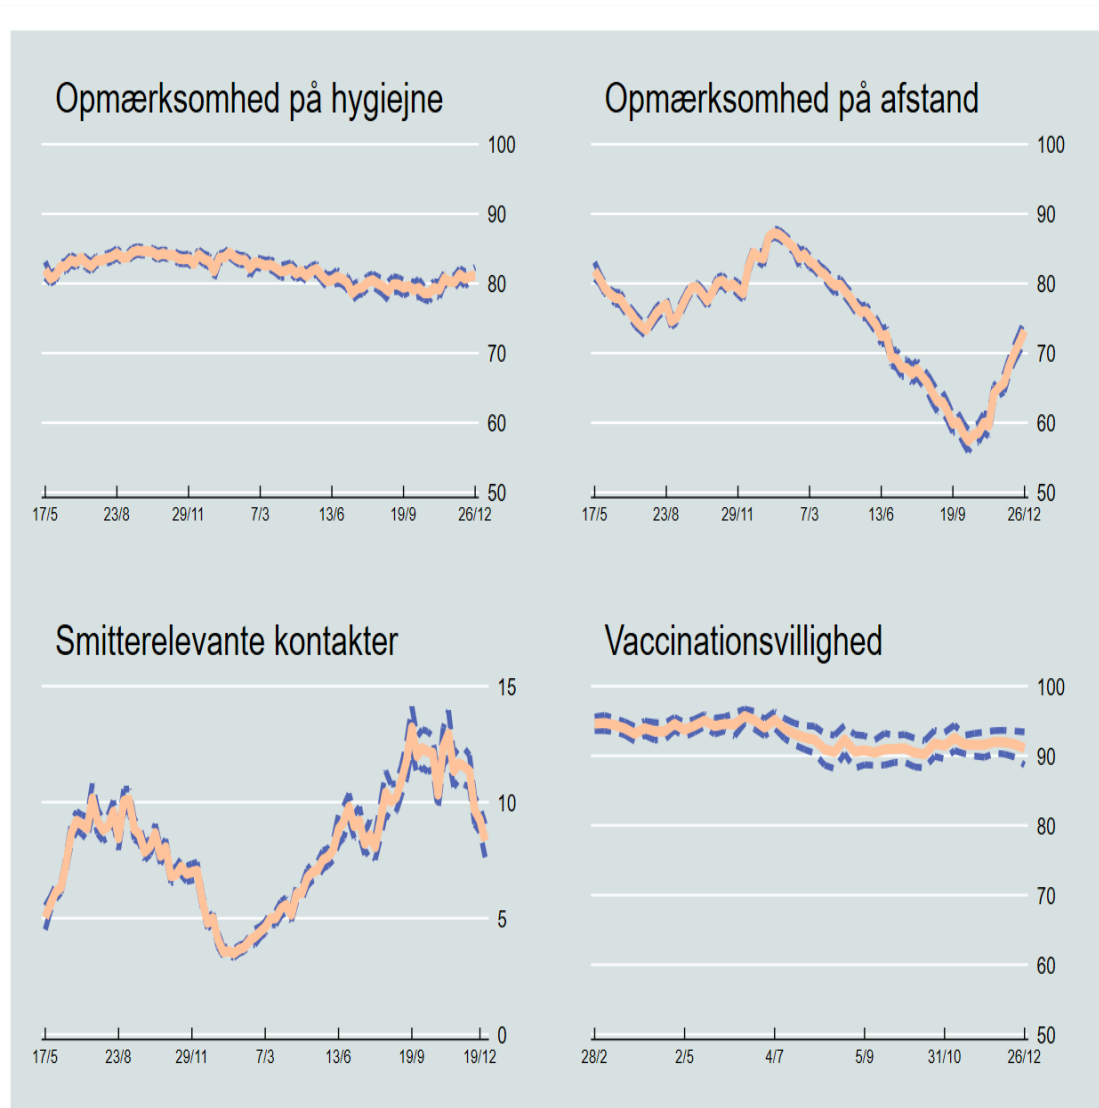 Opmærksomhed på hygiejne
100
90
80
70
60
50
17/5 23/8 29/11 7/3 13/6 19/9 26/12
Opmærksomhed på afstand
100
90
80
70
60
50
17/5 23/8 29/11 7/3 13/6 19/9 26/12
Smitterelevante kontakter
15
10
5
0
17/5 23/8 29/11 7/3 13/6 19/9 19/12
Vaccinationsvillighed
100
90
80
70
60
50
28/2 2/5 4/7 5/9 31/10 26/12